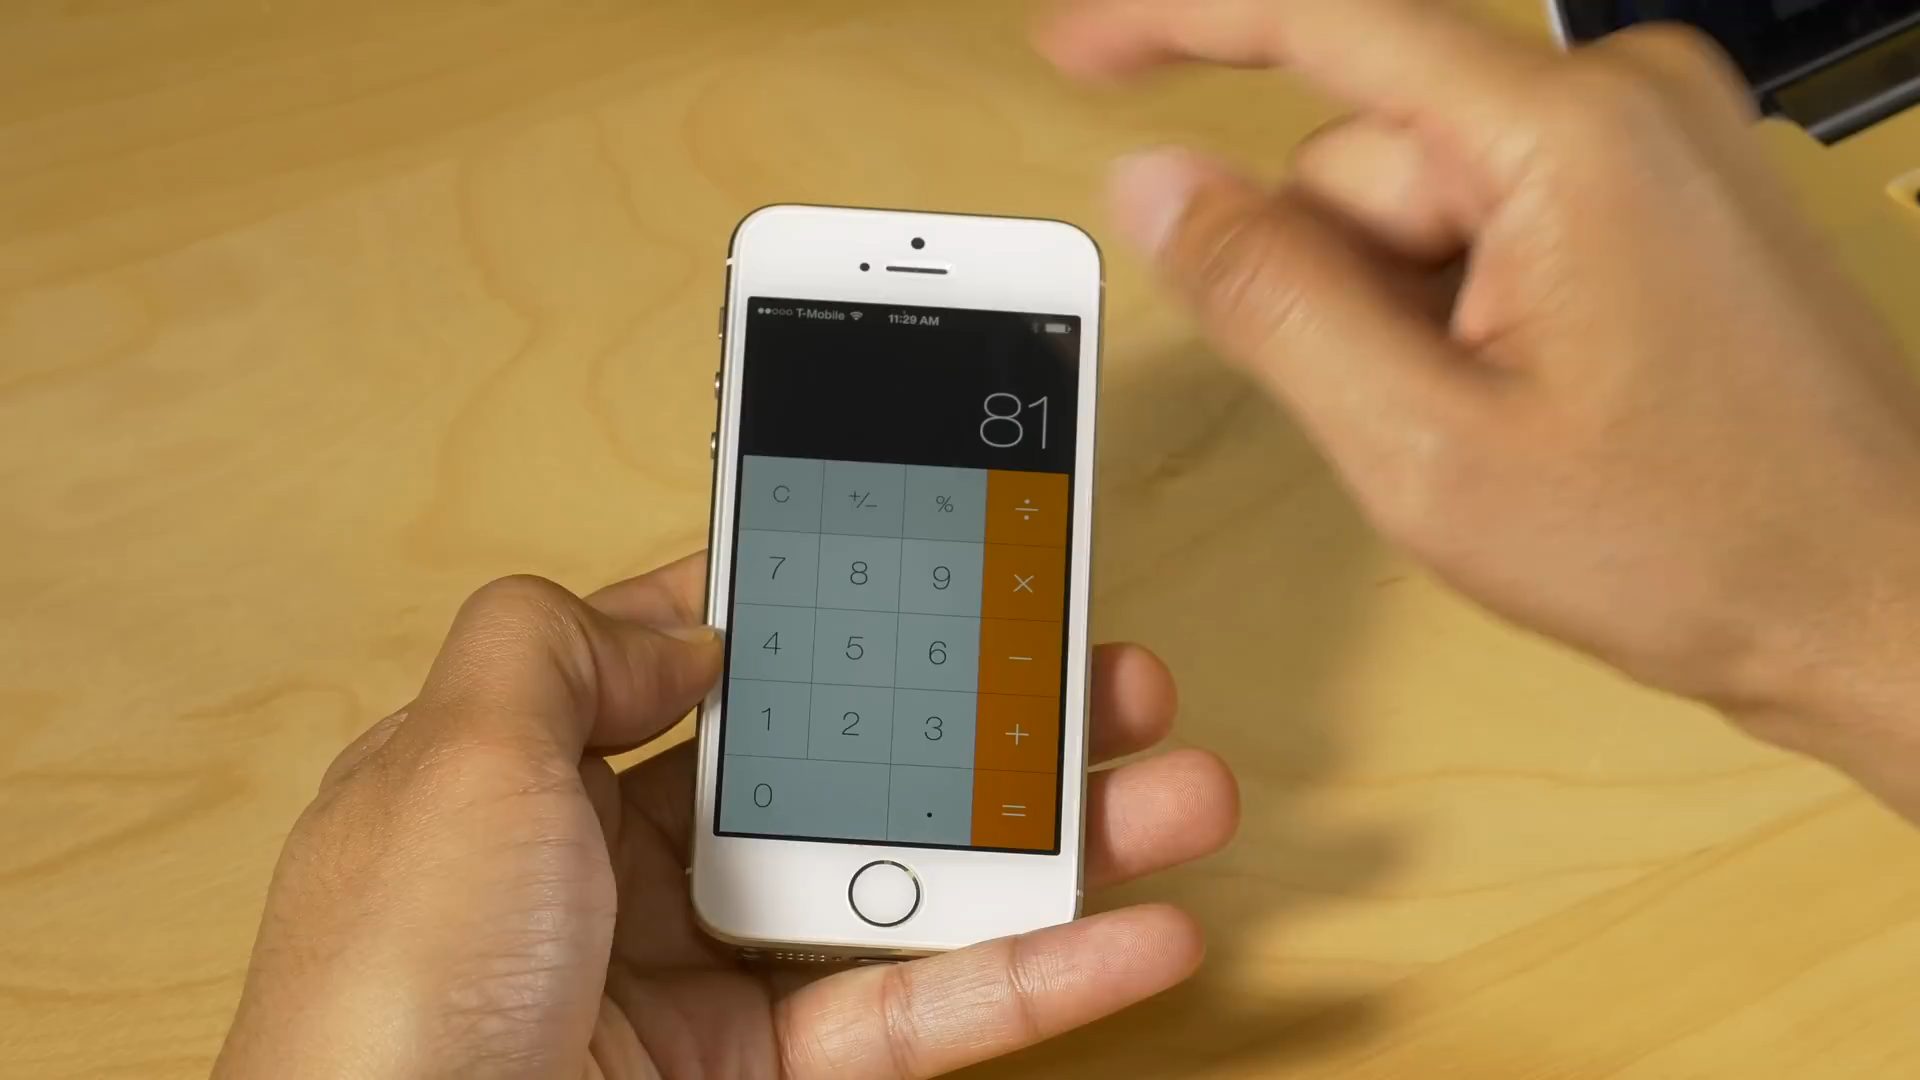 T-Mobile 11:29 AM
81
C +/− % ÷
7 8 9 ×
4 5 6 −
1 2 3 +
0 . =